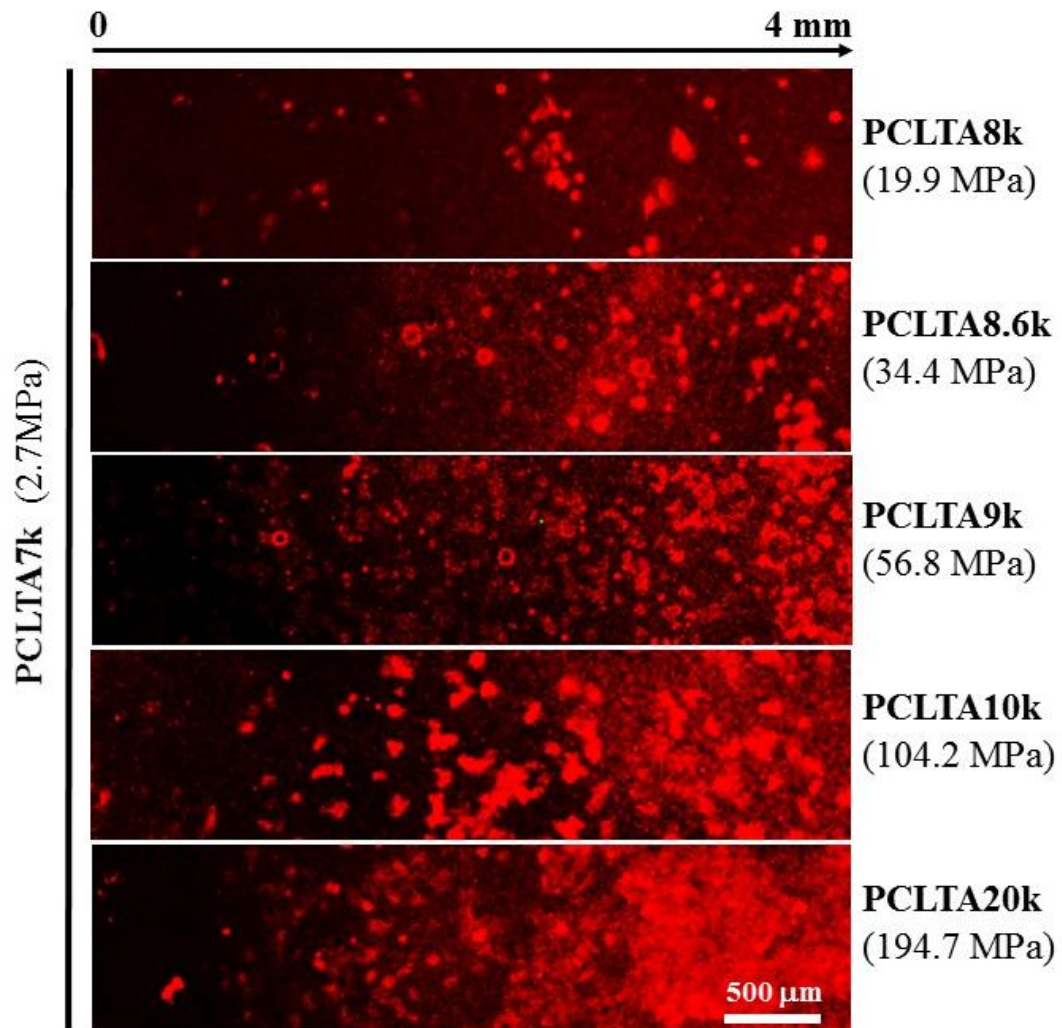 0
4 mm
PCLTA7k (2.7MPa)
PCLTA8k
(19.9 MPa)
PCLTA8.6k
(34.4 MPa)
PCLTA9k
(56.8 MPa)
PCLTA10k
(104.2 MPa)
PCLTA20k
(194.7 MPa)
500 μm